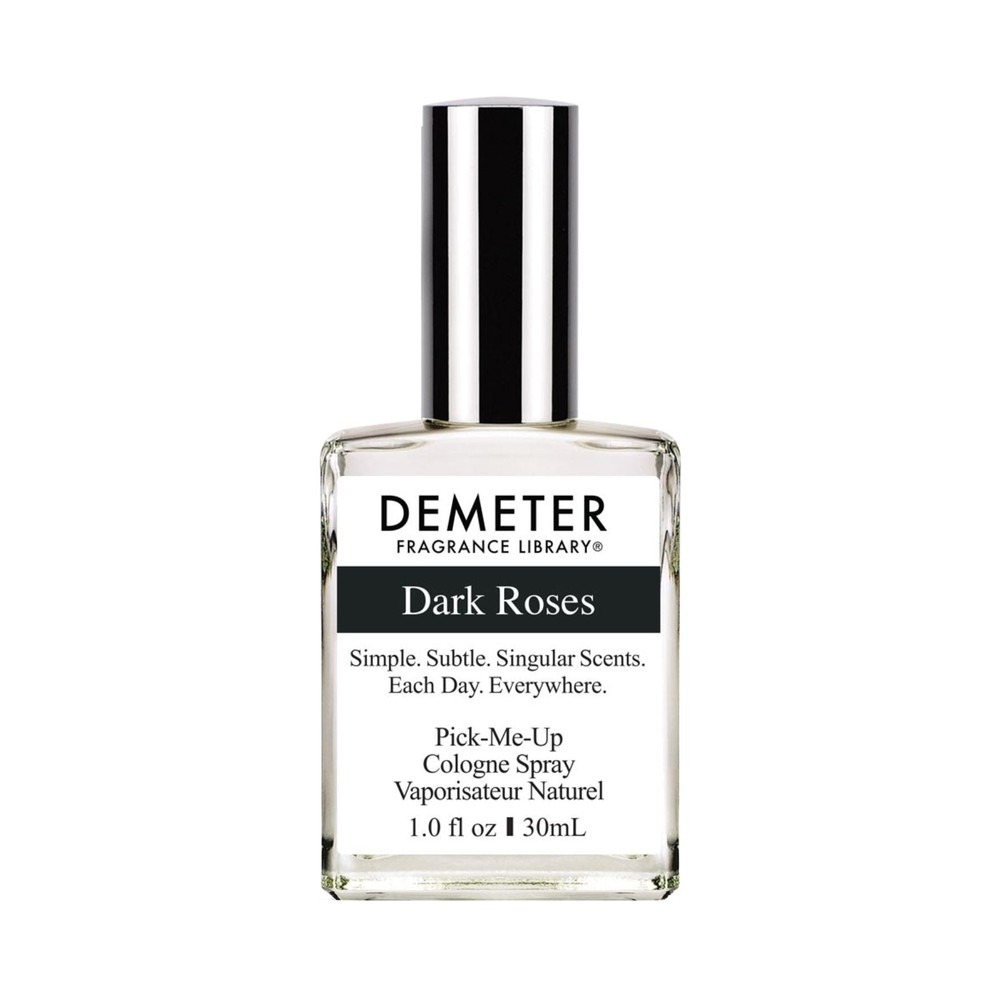 DEMETER
FRAGRANCE LIBRARY®
Dark Roses
Simple. Subtle. Singular Scents.
Each Day. Everywhere.
Pick-Me-Up
Cologne Spray
Vaporisateur Naturel
1.0 fl oz ❚ 30mL